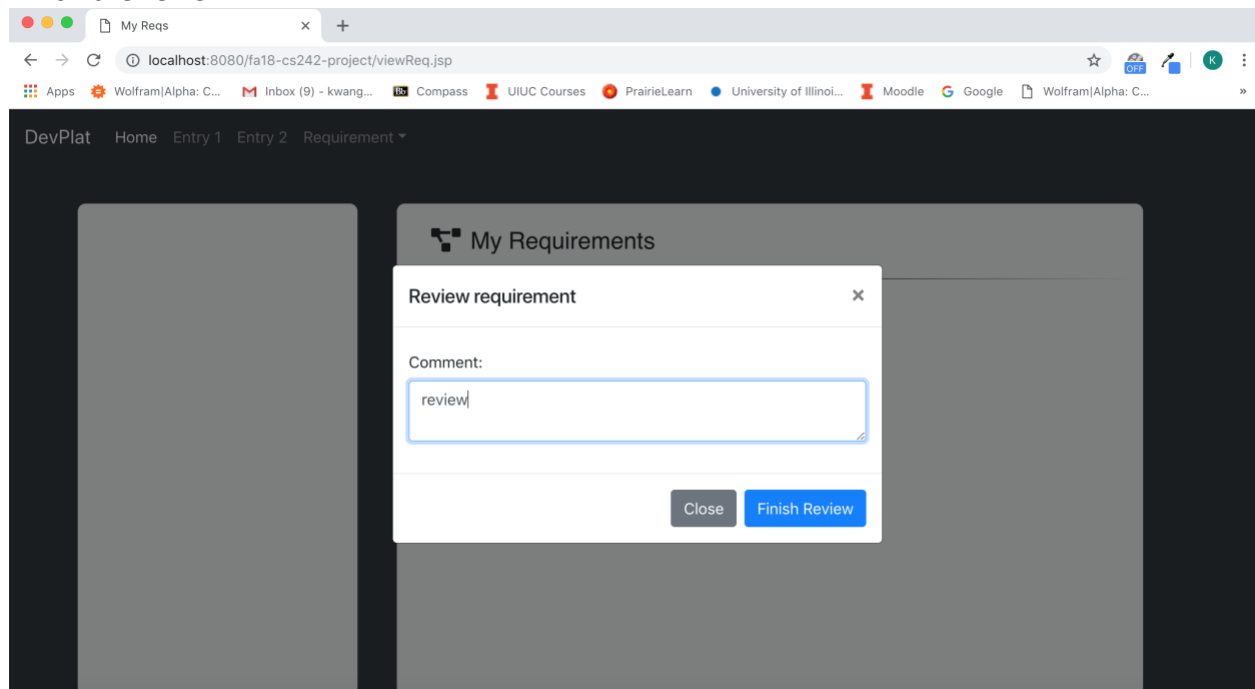 My Reqs
localhost:8080/fa18-cs242-project/viewReq.jsp
OFF
K
Apps Wolfram|Alpha: C... Inbox (9) - kwang... Bb Compass UIUC Courses PrairieLearn University of Illinoi... Moodle Google Wolfram|Alpha: C... »
DevPlat Home Entry 1 Entry 2 Requirement
My Requirements
Review requirement ×
Comment:
review
Close Finish Review